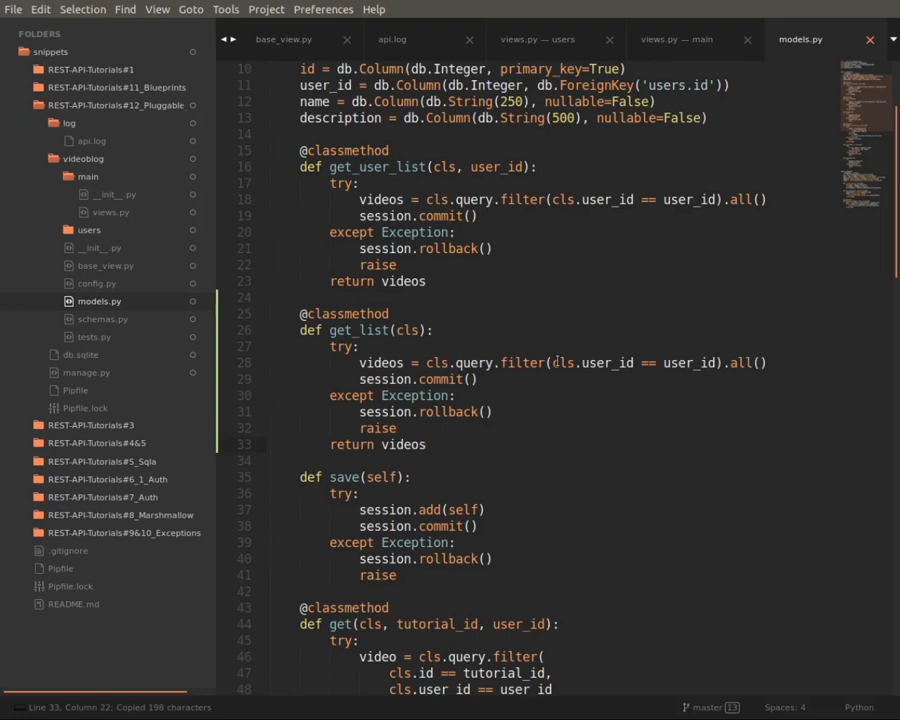 File Edit Selection Find View Goto Tools Project Preferences Help
FOLDERS
snippets
REST-API-Tutorials#1
REST-API-Tutorials#11_Blueprints
REST-API-Tutorials#12_Pluggable
log
api.log
videoblog
main
__init__.py
views.py
users
__init__.py
base_view.py
config.py
models.py
schemas.py
tests.py
db.sqlite
manage.py
Pipfile
Pipfile.lock
REST-API-Tutorials#3
REST-API-Tutorials#4&5
REST-API-Tutorials#5_Sqla
REST-API-Tutorials#6_1_Auth
REST-API-Tutorials#7_Auth
REST-API-Tutorials#8_Marshmallow
REST-API-Tutorials#9&10_Exceptions
.gitignore
Pipfile
Pipfile.lock
README.md
base_view.py api.log views.py — users views.py — main models.py
10 id = db.Column(db.Integer, primary_key=True)
11 user_id = db.Column(db.Integer, db.ForeignKey('users.id'))
12 name = db.Column(db.String(250), nullable=False)
13 description = db.Column(db.String(500), nullable=False)
14
15 @classmethod
16 def get_user_list(cls, user_id):
17 try:
18 videos = cls.query.filter(cls.user_id == user_id).all()
19 session.commit()
20 except Exception:
21 session.rollback()
22 raise
23 return videos
24
25 @classmethod
26 def get_list(cls):
27 try:
28 videos = cls.query.filter(cls.user_id == user_id).all()
29 session.commit()
30 except Exception:
31 session.rollback()
32 raise
33 return videos
34
35 def save(self):
36 try:
37 session.add(self)
38 session.commit()
39 except Exception:
40 session.rollback()
41 raise
42
43 @classmethod
44 def get(cls, tutorial_id, user_id):
45 try:
46 video = cls.query.filter(
47 cls.id == tutorial_id,
48 cls.user_id == user_id
Line 33, Column 22; Copied 198 characters master 13 Spaces: 4 Python